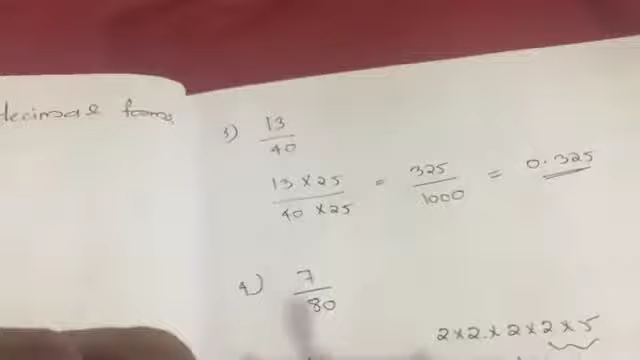 decimal forms
3) 13/40
13 × 25 / 40 × 25 = 325/1000 = 0.325
4) 7/80
2×2×2×2×5